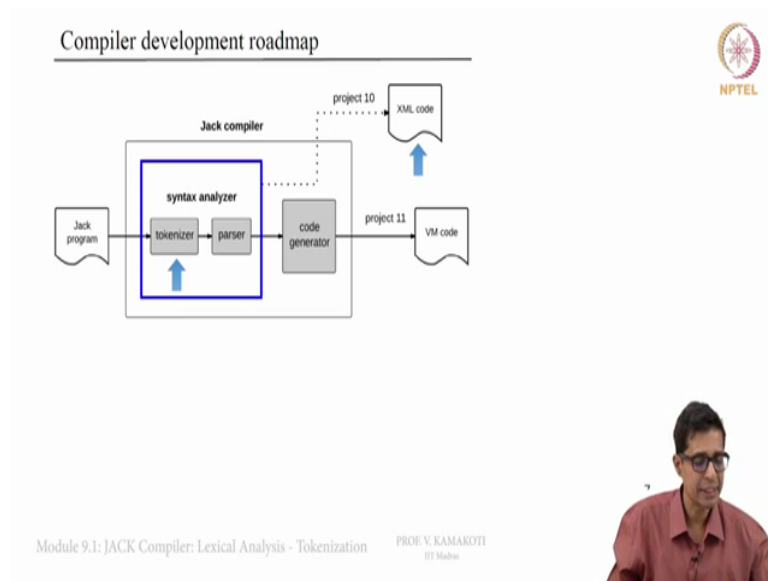 Compiler development roadmap
NPTEL
project 10
XML code
Jack compiler
syntax analyzer
Jack
program
tokenizer
parser
code
generator
project 11
VM code
Module 9.1: JACK Compiler: Lexical Analysis - Tokenization
PROF. V. KAMAKOTI
IIT Madras